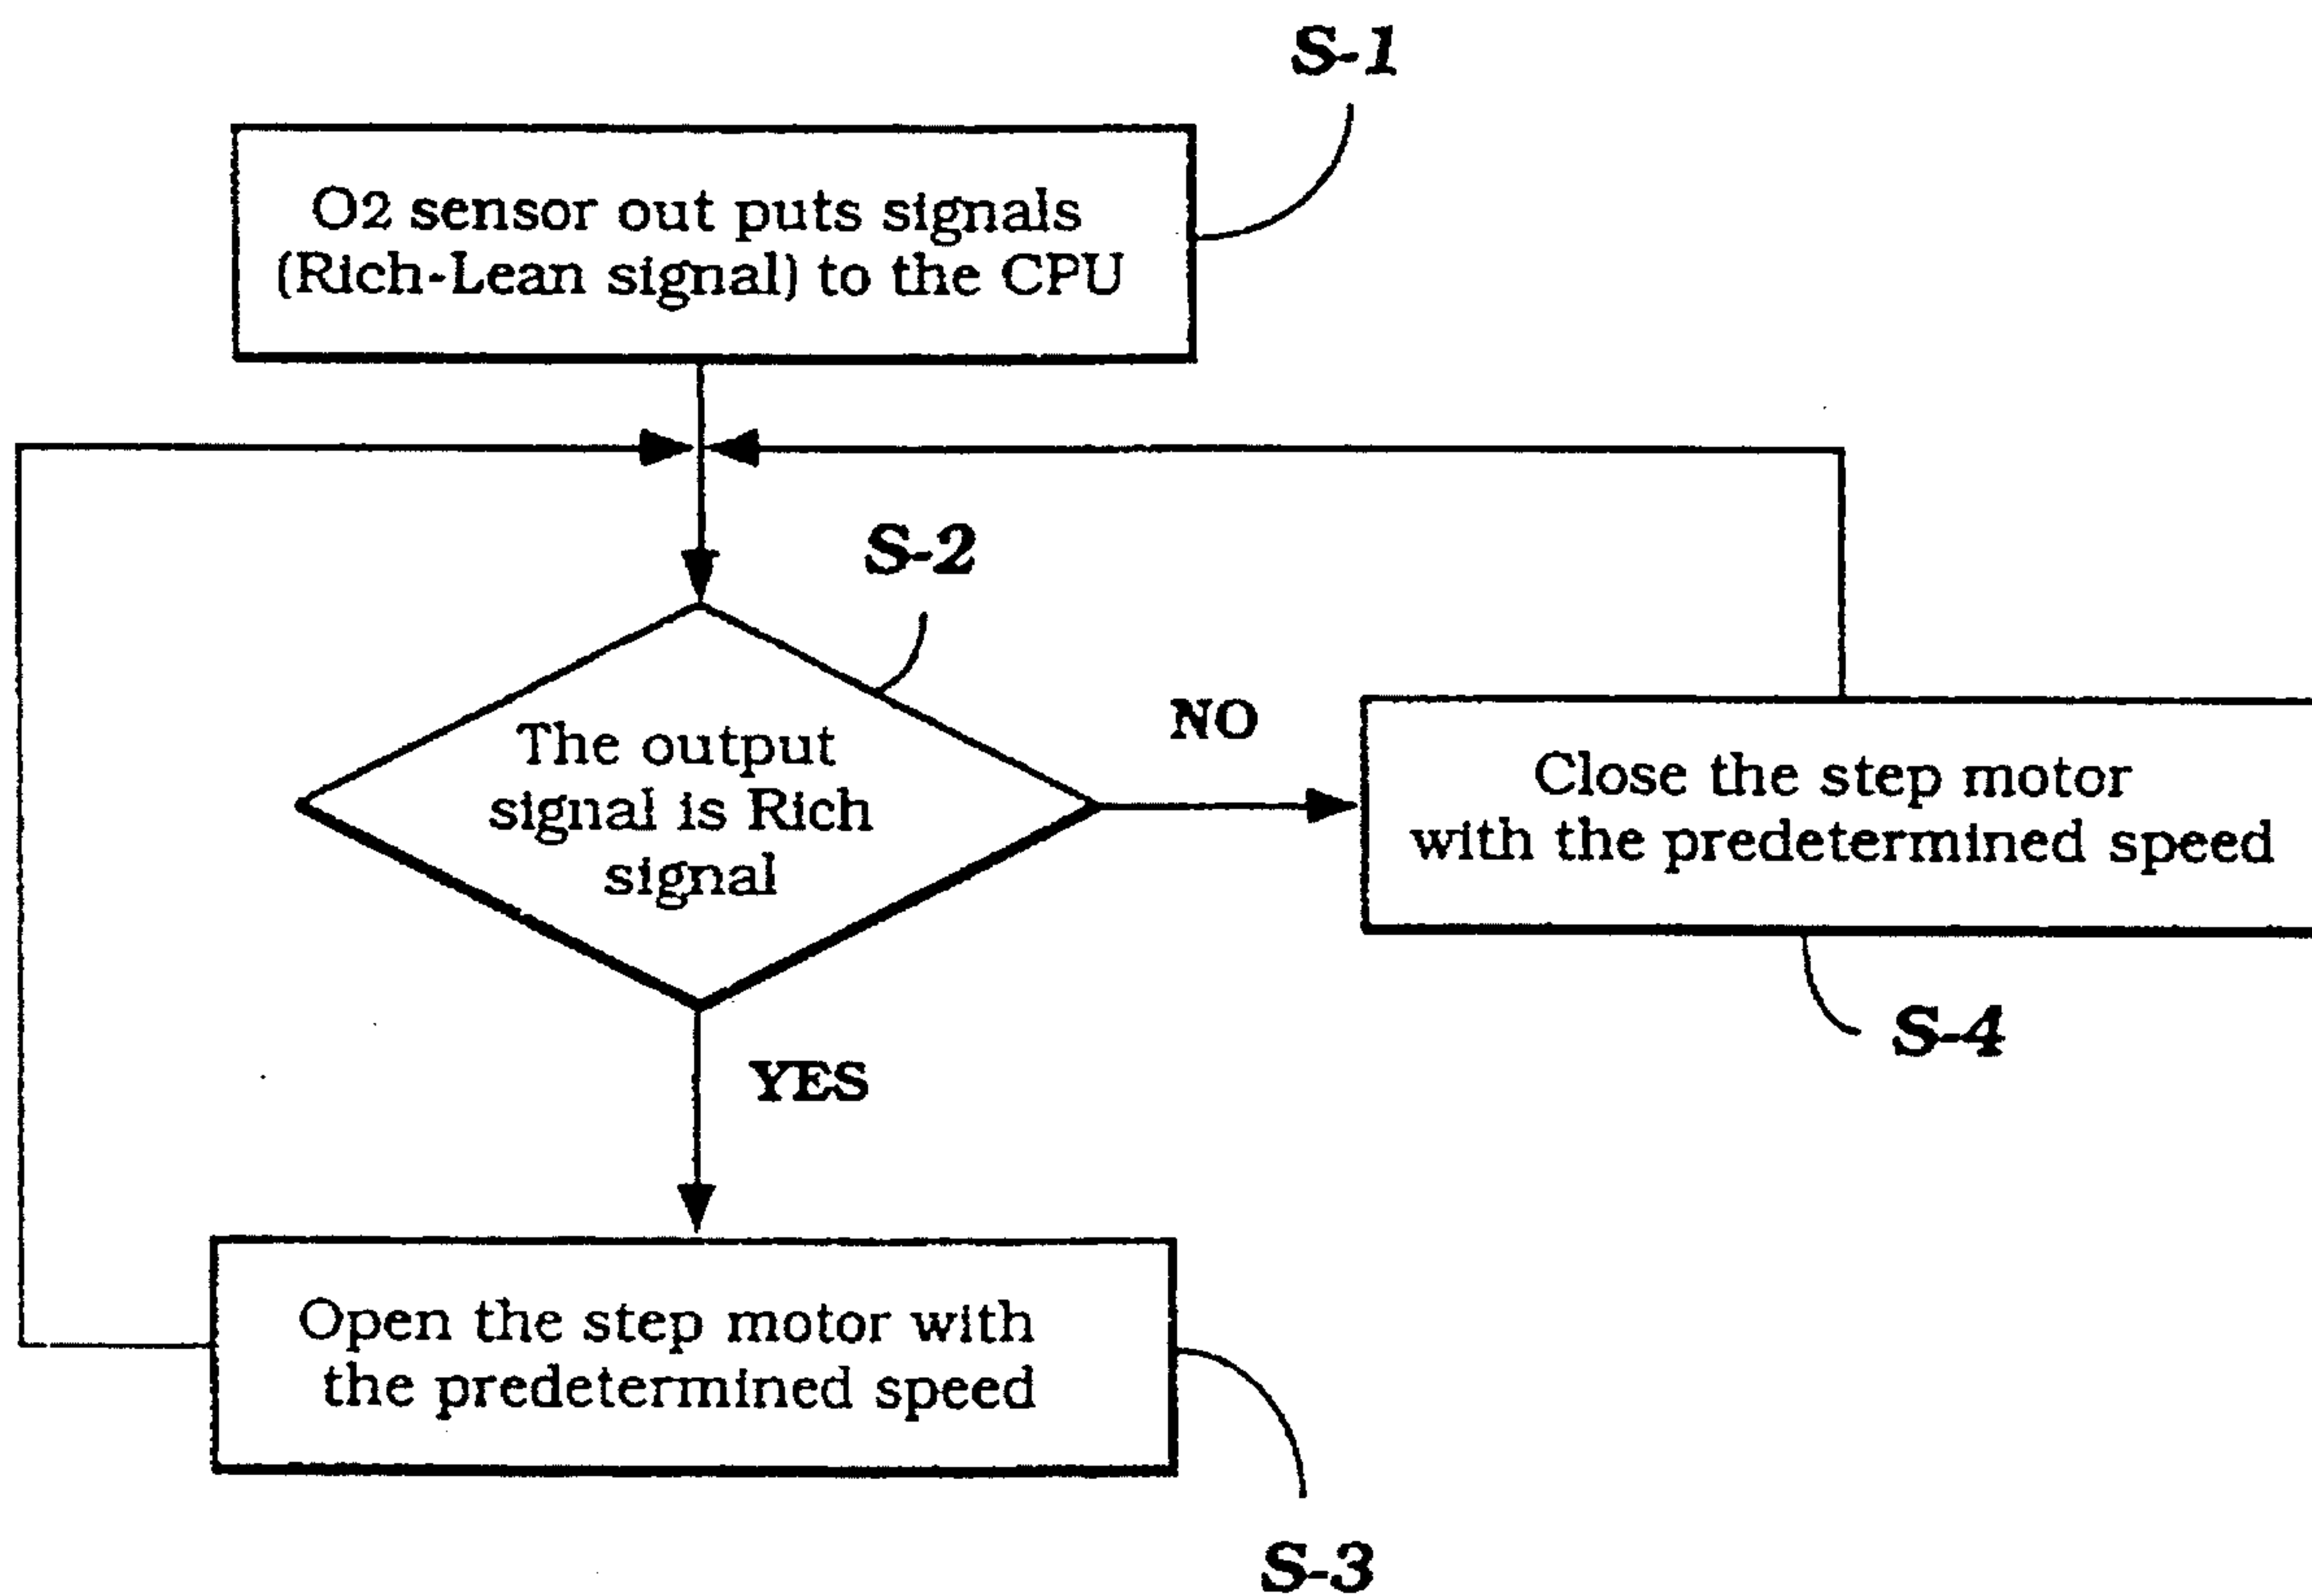 S-1
O2 sensor out puts signals
(Rich-Lean signal) to the CPU
S-2
The output
signal is Rich
signal
NO
Close the step motor
with the predetermined speed
S-4
YES
Open the step motor with
the predetermined speed
S-3